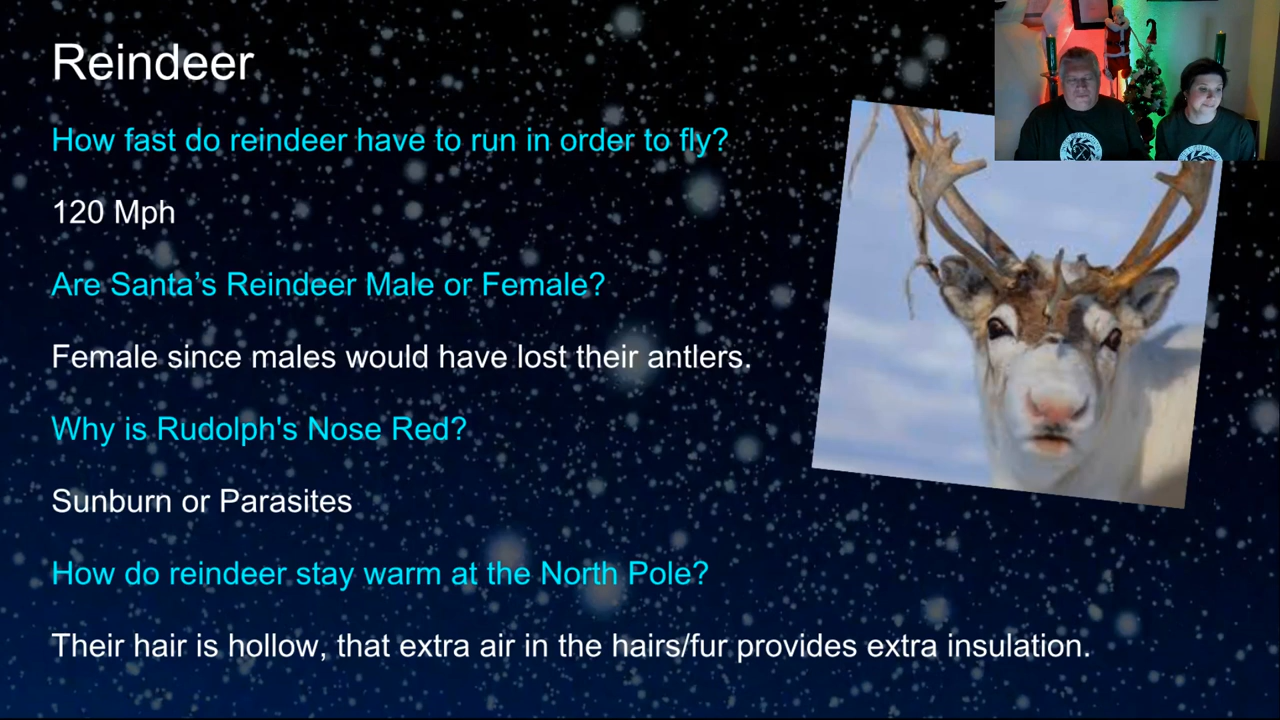 Reindeer
How fast do reindeer have to run in order to fly?
120 Mph
Are Santa’s Reindeer Male or Female?
Female since males would have lost their antlers.
Why is Rudolph's Nose Red?
Sunburn or Parasites
How do reindeer stay warm at the North Pole?
Their hair is hollow, that extra air in the hairs/fur provides extra insulation.